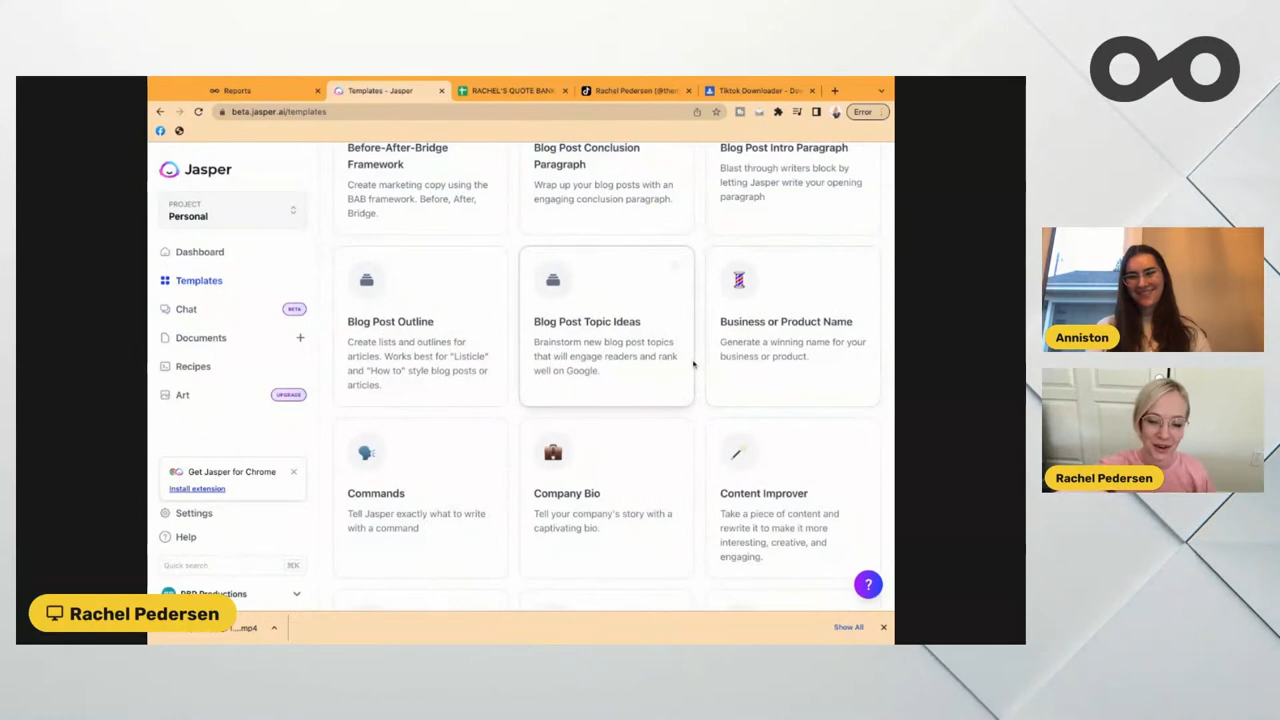 Reports
Templates - Jasper
RACHEL'S QUOTE BANK
Rachel Pedersen (@ther
Tiktok Downloader - Dow
beta.jasper.ai/templates
Error
Jasper
PROJECT
Personal
Dashboard
Templates
Chat
BETA
Documents
Recipes
Art
UPGRADE
Get Jasper for Chrome
Install extension
Settings
Help
Quick search
⌘K
PRP Productions
Before-After-Bridge
Framework
Create marketing copy using the
BAB framework. Before, After,
Bridge.
Blog Post Conclusion
Paragraph
Wrap up your blog posts with an
engaging conclusion paragraph.
Blog Post Intro Paragraph
Blast through writers block by
letting Jasper write your opening
paragraph
Blog Post Outline
Create lists and outlines for
articles. Works best for "Listicle"
and "How to" style blog posts or
articles.
Blog Post Topic Ideas
Brainstorm new blog post topics
that will engage readers and rank
well on Google.
Business or Product Name
Generate a winning name for your
business or product.
Commands
Tell Jasper exactly what to write
with a command
Company Bio
Tell your company's story with a
captivating bio.
Content Improver
Take a piece of content and
rewrite it to make it more
interesting, creative, and
engaging.
?
Rachel Pedersen
....mp4
Show All
Anniston
Rachel Pedersen